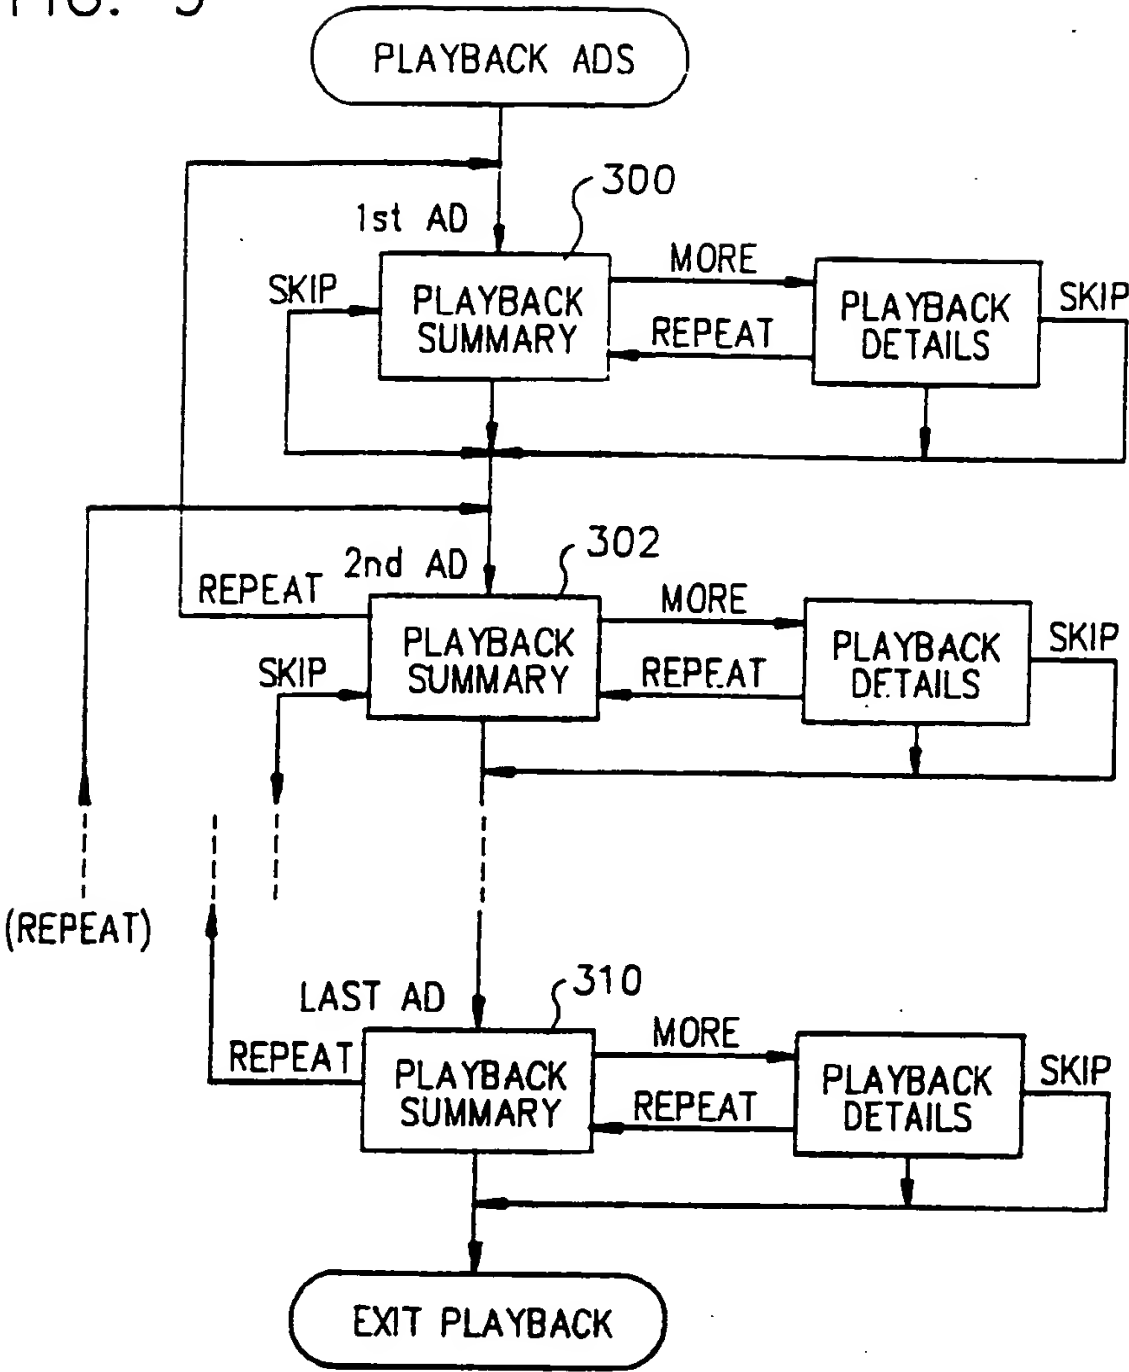 PLAYBACK ADS
300
1st AD
MORE
SKIP
PLAYBACK
SUMMARY
REPEAT
PLAYBACK
DETAILS
SKIP
302
2nd AD
REPEAT
MORE
SKIP
PLAYBACK
SUMMARY
REPEAT
PLAYBACK
DETAILS
SKIP
(REPEAT)
310
LAST AD
REPEAT
MORE
PLAYBACK
SUMMARY
REPEAT
PLAYBACK
DETAILS
SKIP
EXIT PLAYBACK